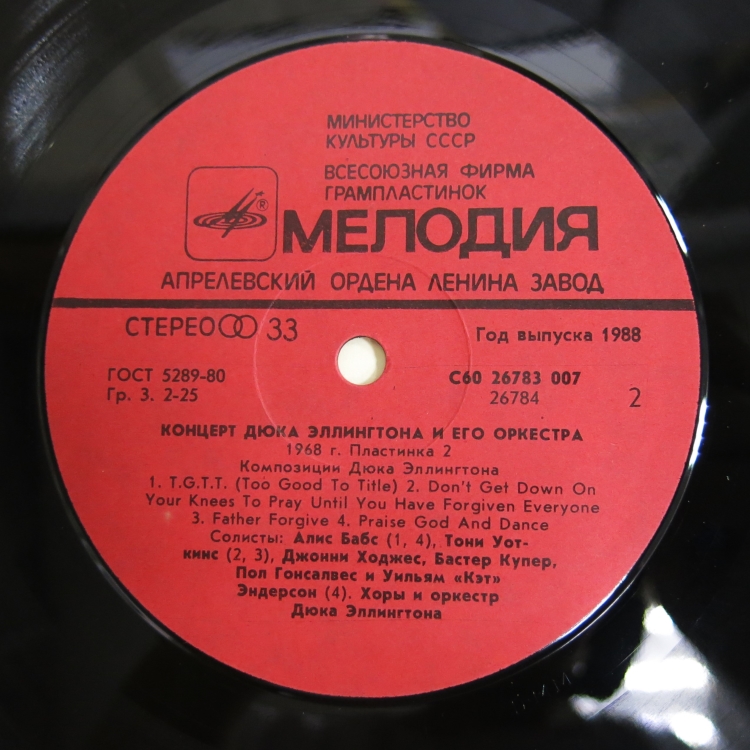 МИНИСТЕРСТВО
КУЛЬТУРЫ СССР
ВСЕСОЮЗНАЯ ФИРМА
ГРАМПЛАСТИНОК
®
МЕЛОДИЯ
АПРЕЛЕВСКИЙ ОРДЕНА ЛЕНИНА ЗАВОД
СТЕРЕО 33
Год выпуска 1988
ГОСТ 5289-80
Гр. 3. 2-25
С60 26783 007
26784
2
КОНЦЕРТ ДЮКА ЭЛЛИНГТОНА И ЕГО ОРКЕСТРА
1968 г. Пластинка 2
Композиции Дюка Эллингтона
1. T.G.T.T. (Too Good To Title) 2. Don't Get Down On
Your Knees To Pray Until You Have Forgiven Everyone
3. Father Forgive 4. Praise God And Dance
Солисты: Алис Бабс (1, 4), Тони Уот-
кинс (2, 3), Джонни Ходжес, Бастер Купер,
Пол Гонсалвес и Уильям «Кэт»
Эндерсон (4). Хоры и оркестр
Дюка Эллингтона